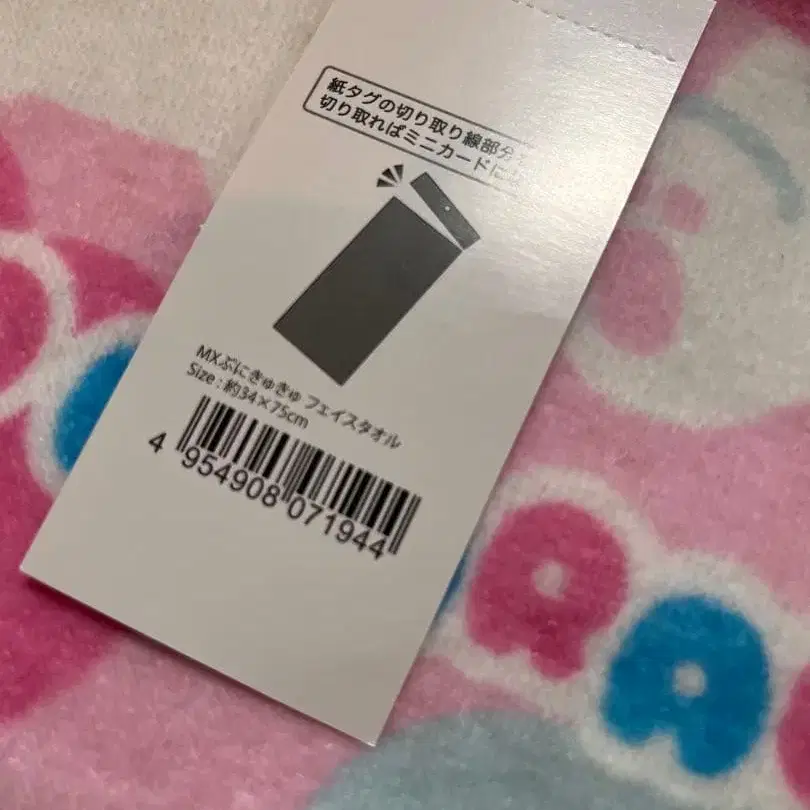 紙タグの切り取り線部分
切り取ればミニカードに
MXぷにきゅきゅ フェイスタオル
Size : 約34×75cm
4 954908 071944